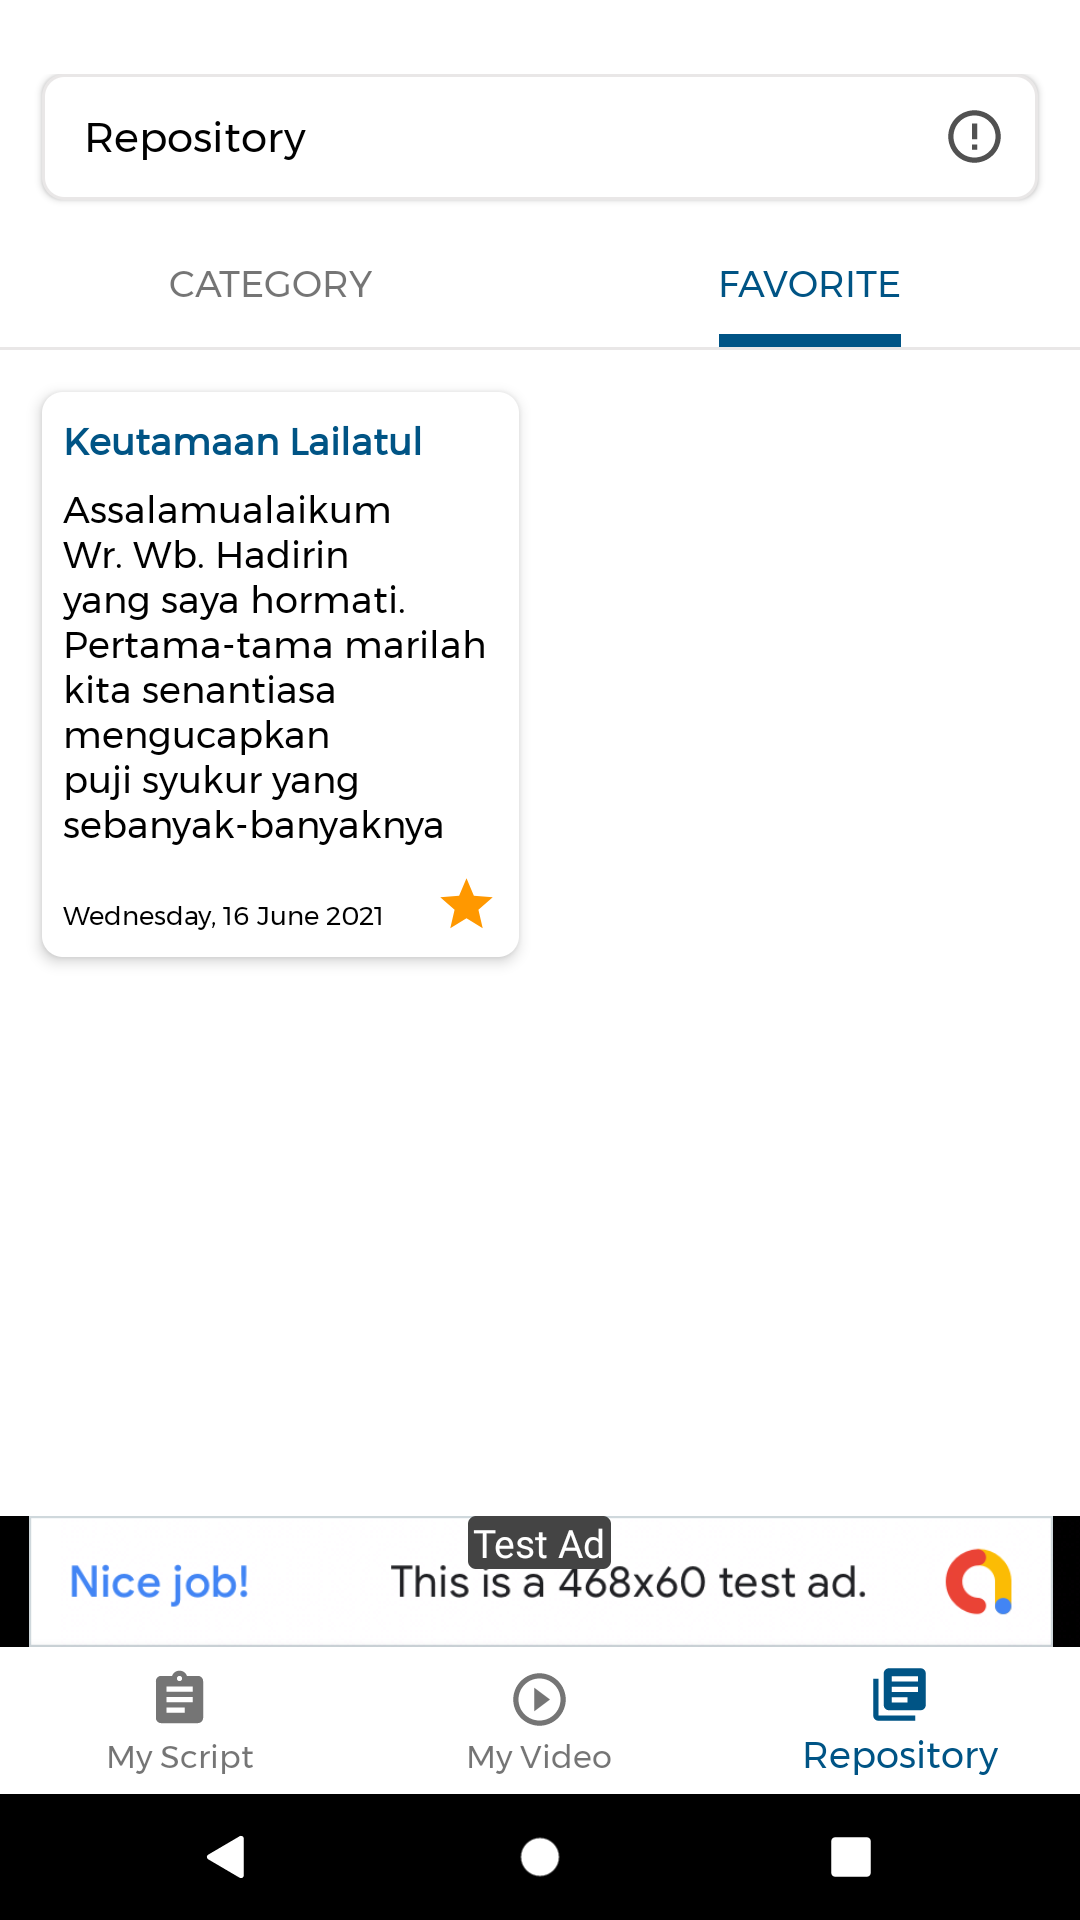 Repository
CATEGORY
FAVORITE
Keutamaan Lailatul
Assalamualaikum
Wr. Wb. Hadirin
yang saya hormati.
Pertama-tama marilah
kita senantiasa
mengucapkan
puji syukur yang
sebanyak-banyaknya
Wednesday, 16 June 2021
Test Ad
Nice job!
This is a 468x60 test ad.
My Script
My Video
Repository